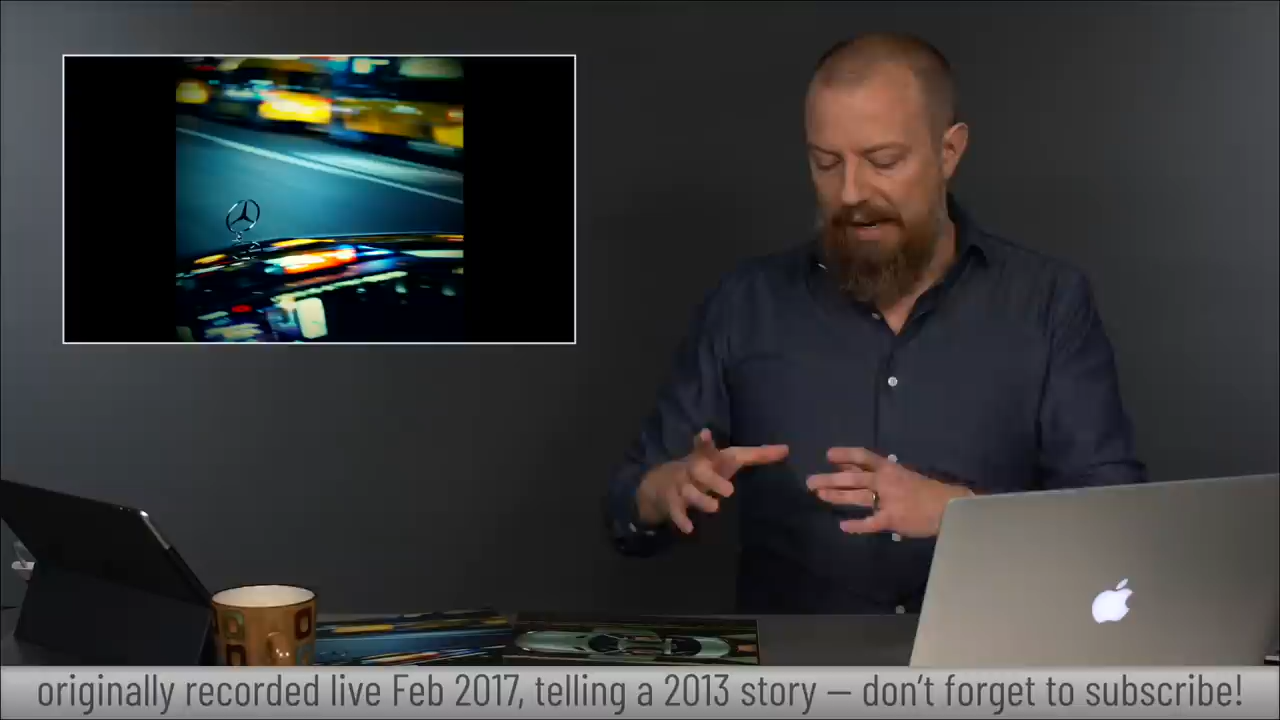 originally recorded live Feb 2017, telling a 2013 story — don't forget to subscribe!